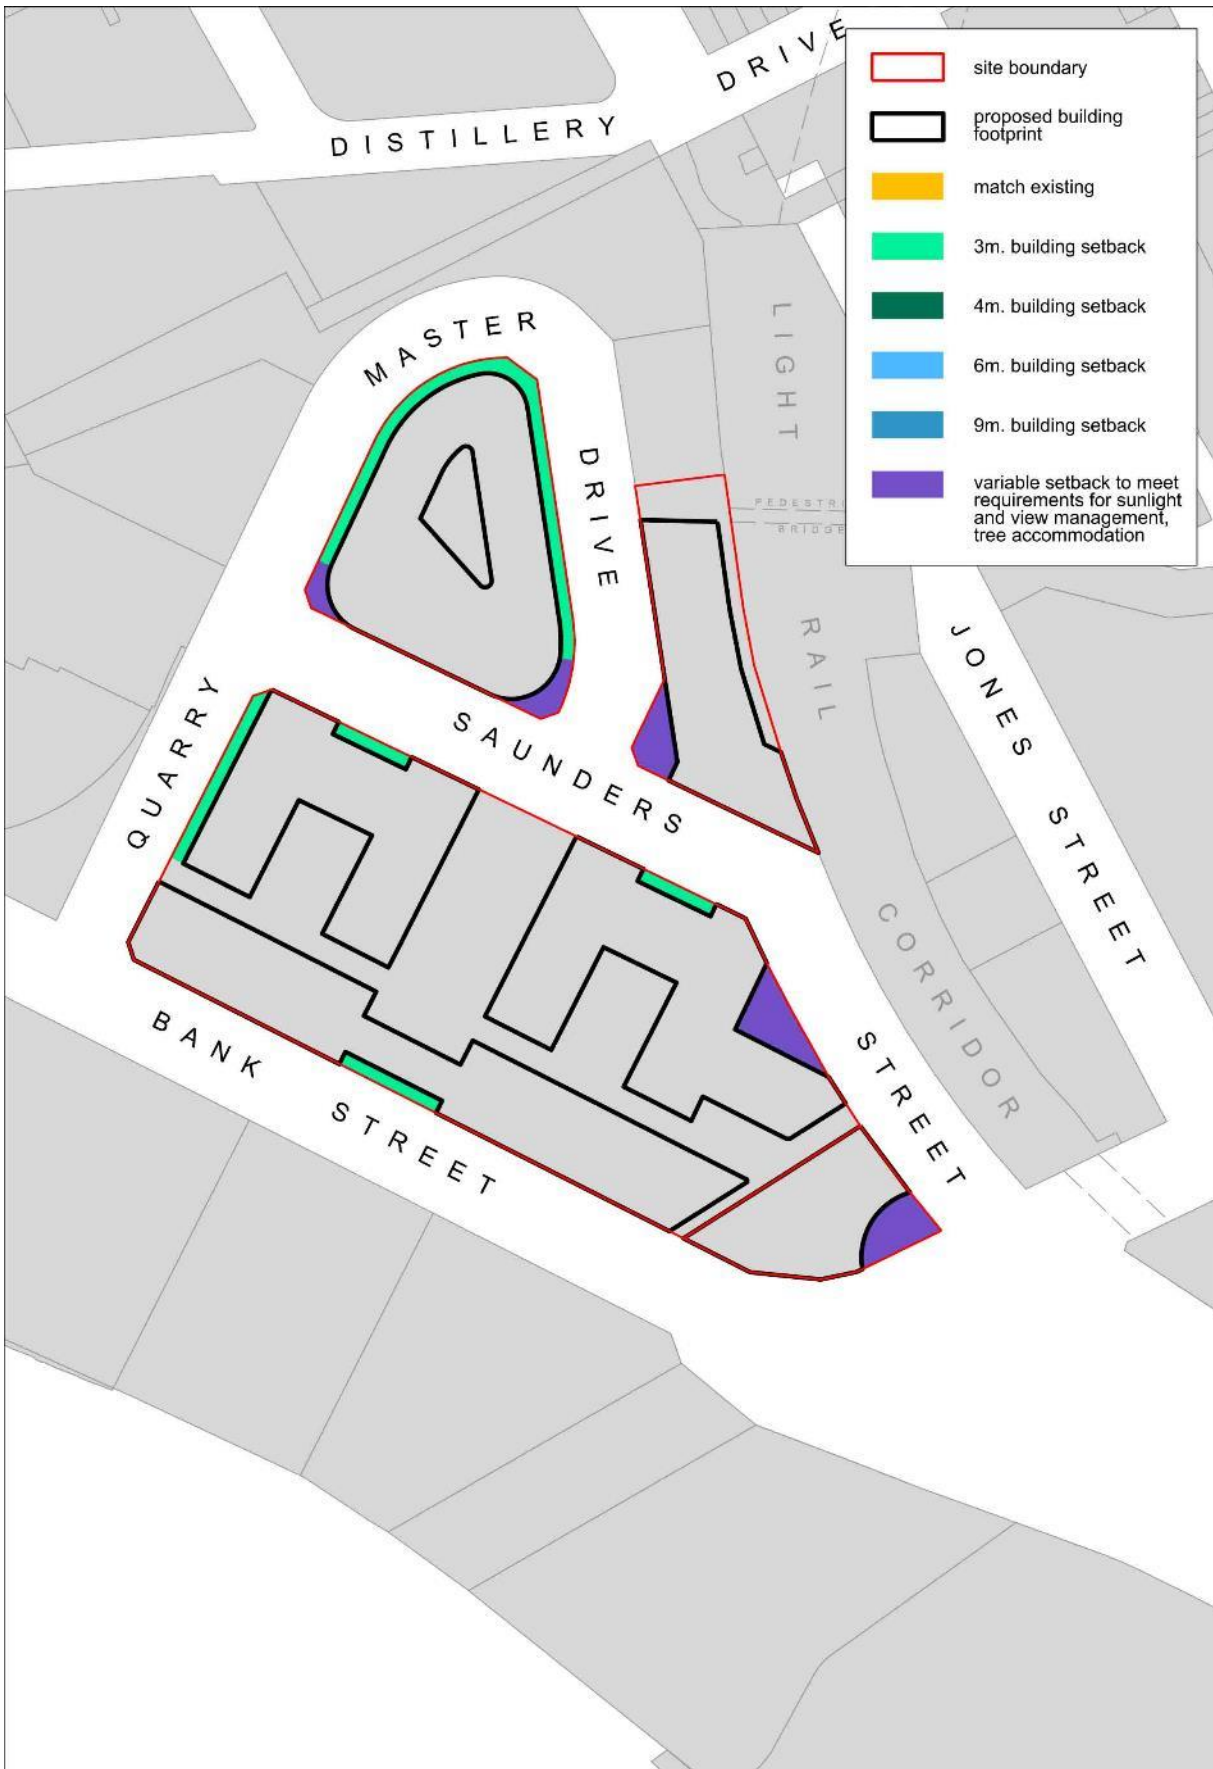 DISTILLERY DRIVE
site boundary
proposed building
footprint
match existing
3m. building setback
4m. building setback
6m. building setback
9m. building setback
variable setback to meet
requirements for sunlight
and view management,
tree accommodation
QUARRY MASTER DRIVE
LIGHT RAIL CORRIDOR
PEDESTRI
BRIDGE
JONES STREET
SAUNDERS STREET
BANK STREET